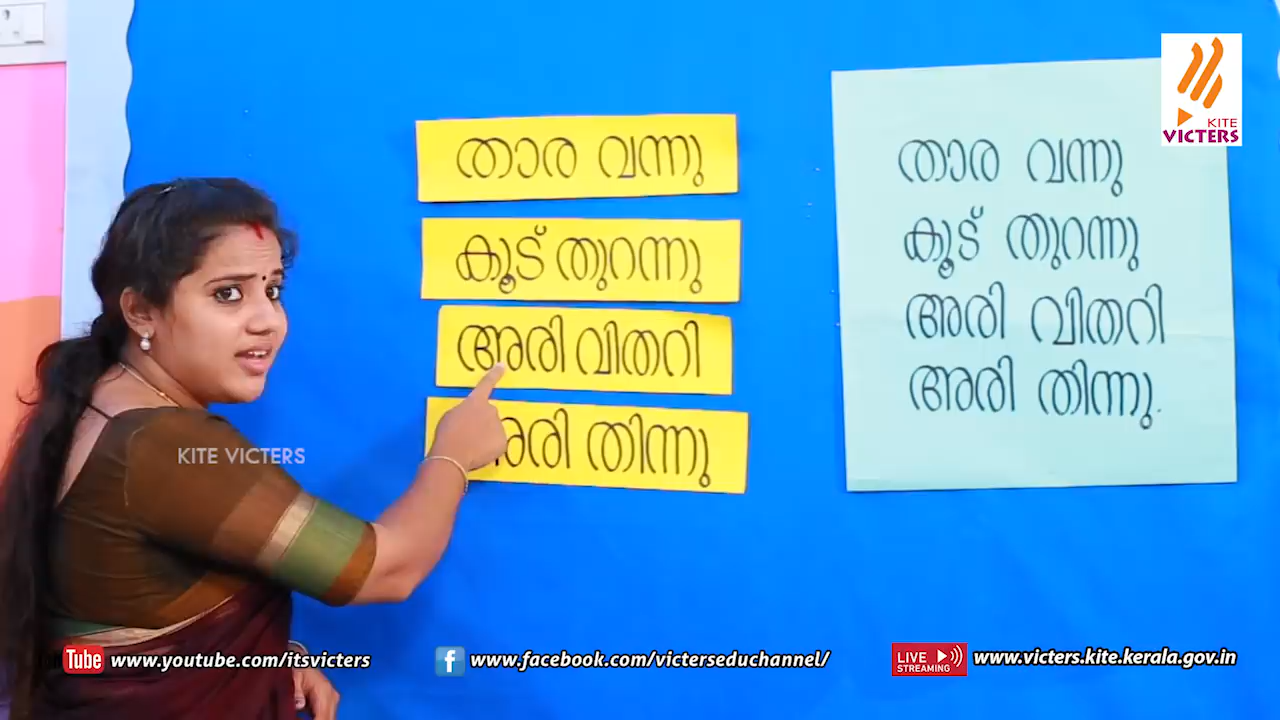 താര വന്നു
കൂട് തുറന്നു
അരി വിതറി
അരി തിന്നു
താര വന്നു
കൂട് തുറന്നു
അരി വിതറി
അരി തിന്നു.
KITE
VICTERS
KITE VICTERS
Tube www.youtube.com/itsvicters
f www.facebook.com/victerseduchannel/
LIVE
STREAMING
www.victers.kite.kerala.gov.in